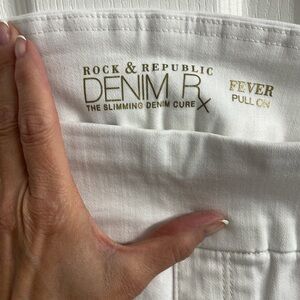 ROCK & REPUBLIC
DENIM Rx
THE SLIMMING DENIM CURE
FEVER
PULL ON